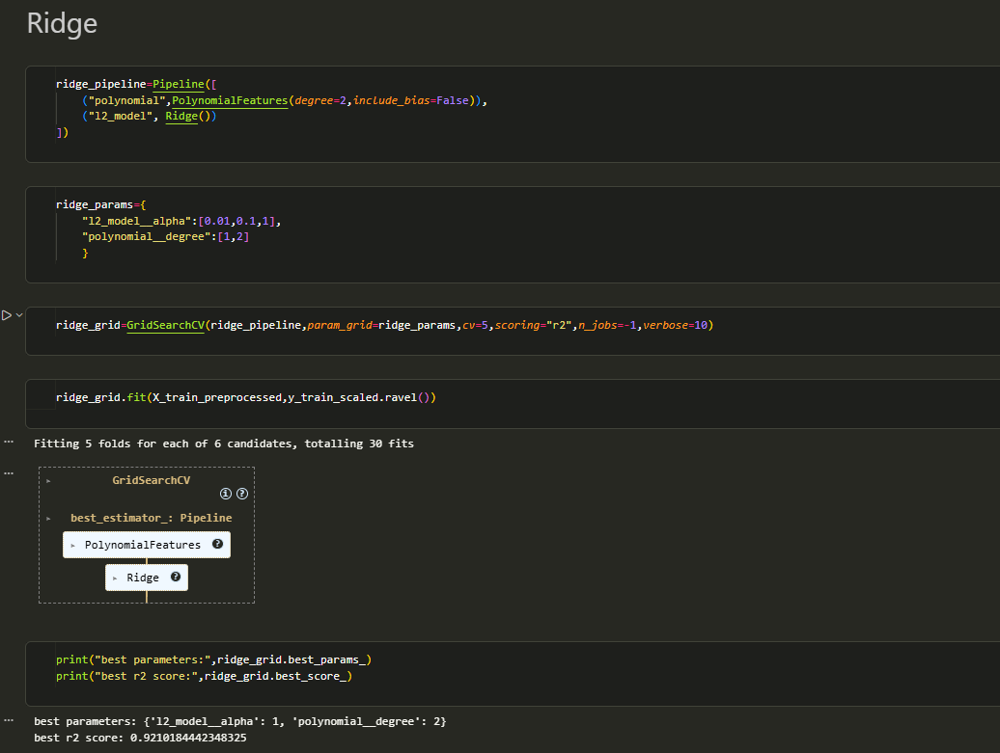 Ridge
ridge_pipeline=Pipeline([
("polynomial",PolynomialFeatures(degree=2,include_bias=False)),
("l2_model", Ridge())
])
ridge_params={
"l2_model__alpha":[0.01,0.1,1],
"polynomial__degree":[1,2]
}
ridge_grid=GridSearchCV(ridge_pipeline,param_grid=ridge_params,cv=5,scoring="r2",n_jobs=-1,verbose=10)
ridge_grid.fit(X_train_preprocessed,y_train_scaled.ravel())
Fitting 5 folds for each of 6 candidates, totalling 30 fits
GridSearchCV
best_estimator_: Pipeline
PolynomialFeatures
Ridge
print("best parameters:",ridge_grid.best_params_)
print("best r2 score:",ridge_grid.best_score_)
best parameters: {'l2_model__alpha': 1, 'polynomial__degree': 2}
best r2 score: 0.9210184442348325